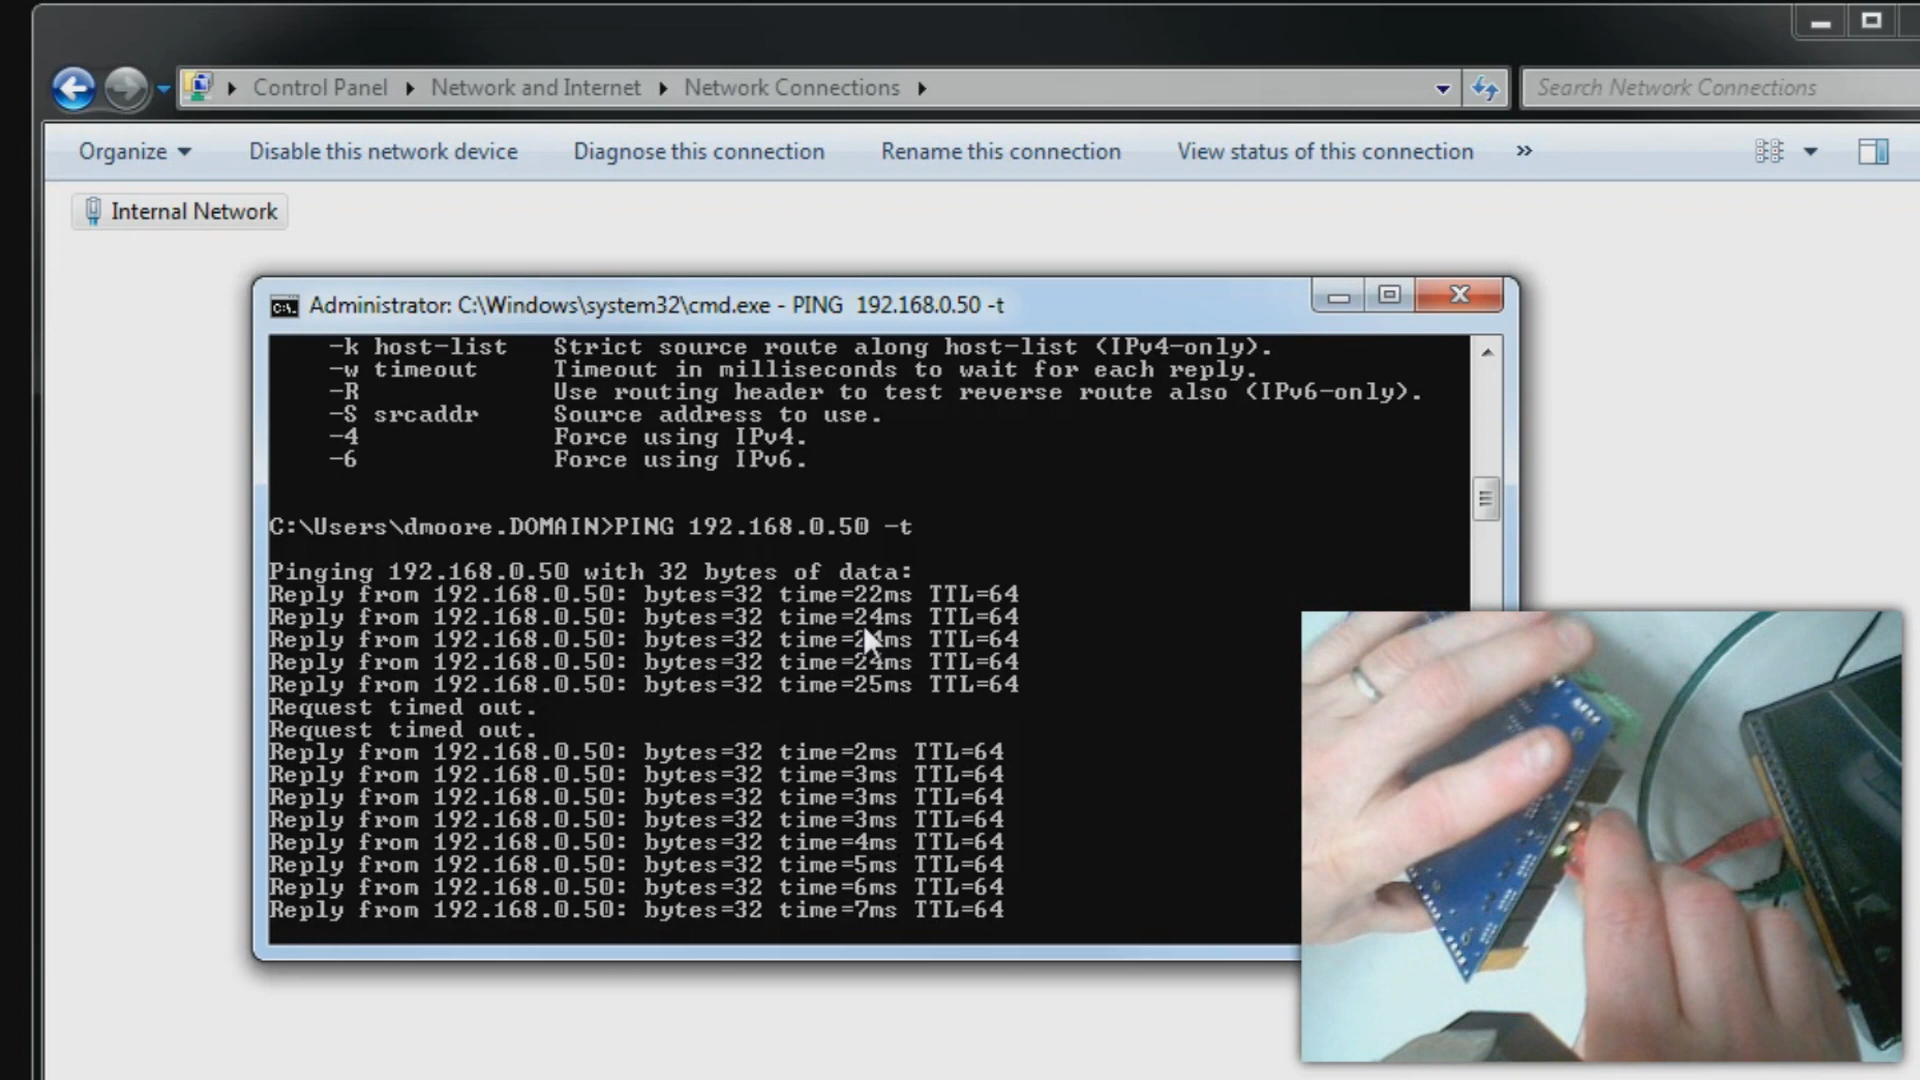 Control Panel Network and Internet Network Connections
Search Network Connections
Organize Disable this network device Diagnose this connection Rename this connection View status of this connection »
Internal Network
Administrator: C:\Windows\system32\cmd.exe - PING 192.168.0.50 -t
-k host-list Strict source route along host-list (IPv4-only).
-w timeout Timeout in milliseconds to wait for each reply.
-R Use routing header to test reverse route also (IPv6-only).
-S srcaddr Source address to use.
-4 Force using IPv4.
-6 Force using IPv6.
C:\Users\dmoore.DOMAIN>PING 192.168.0.50 -t
Pinging 192.168.0.50 with 32 bytes of data:
Reply from 192.168.0.50: bytes=32 time=22ms TTL=64
Reply from 192.168.0.50: bytes=32 time=24ms TTL=64
Reply from 192.168.0.50: bytes=32 TTL=64
Reply from 192.168.0.50: bytes=32 time=24ms TTL=64
Reply from 192.168.0.50: bytes=32 time=25ms TTL=64
Request timed out.
Request timed out.
Reply from 192.168.0.50: bytes=32 time=2ms TTL=64
Reply from 192.168.0.50: bytes=32 time=3ms TTL=64
Reply from 192.168.0.50: bytes=32 time=3ms TTL=64
Reply from 192.168.0.50: bytes=32 time=3ms TTL=64
Reply from 192.168.0.50: bytes=32 time=4ms TTL=64
Reply from 192.168.0.50: bytes=32 time=5ms TTL=64
Reply from 192.168.0.50: bytes=32 time=6ms TTL=64
Reply from 192.168.0.50: bytes=32 time=7ms TTL=64